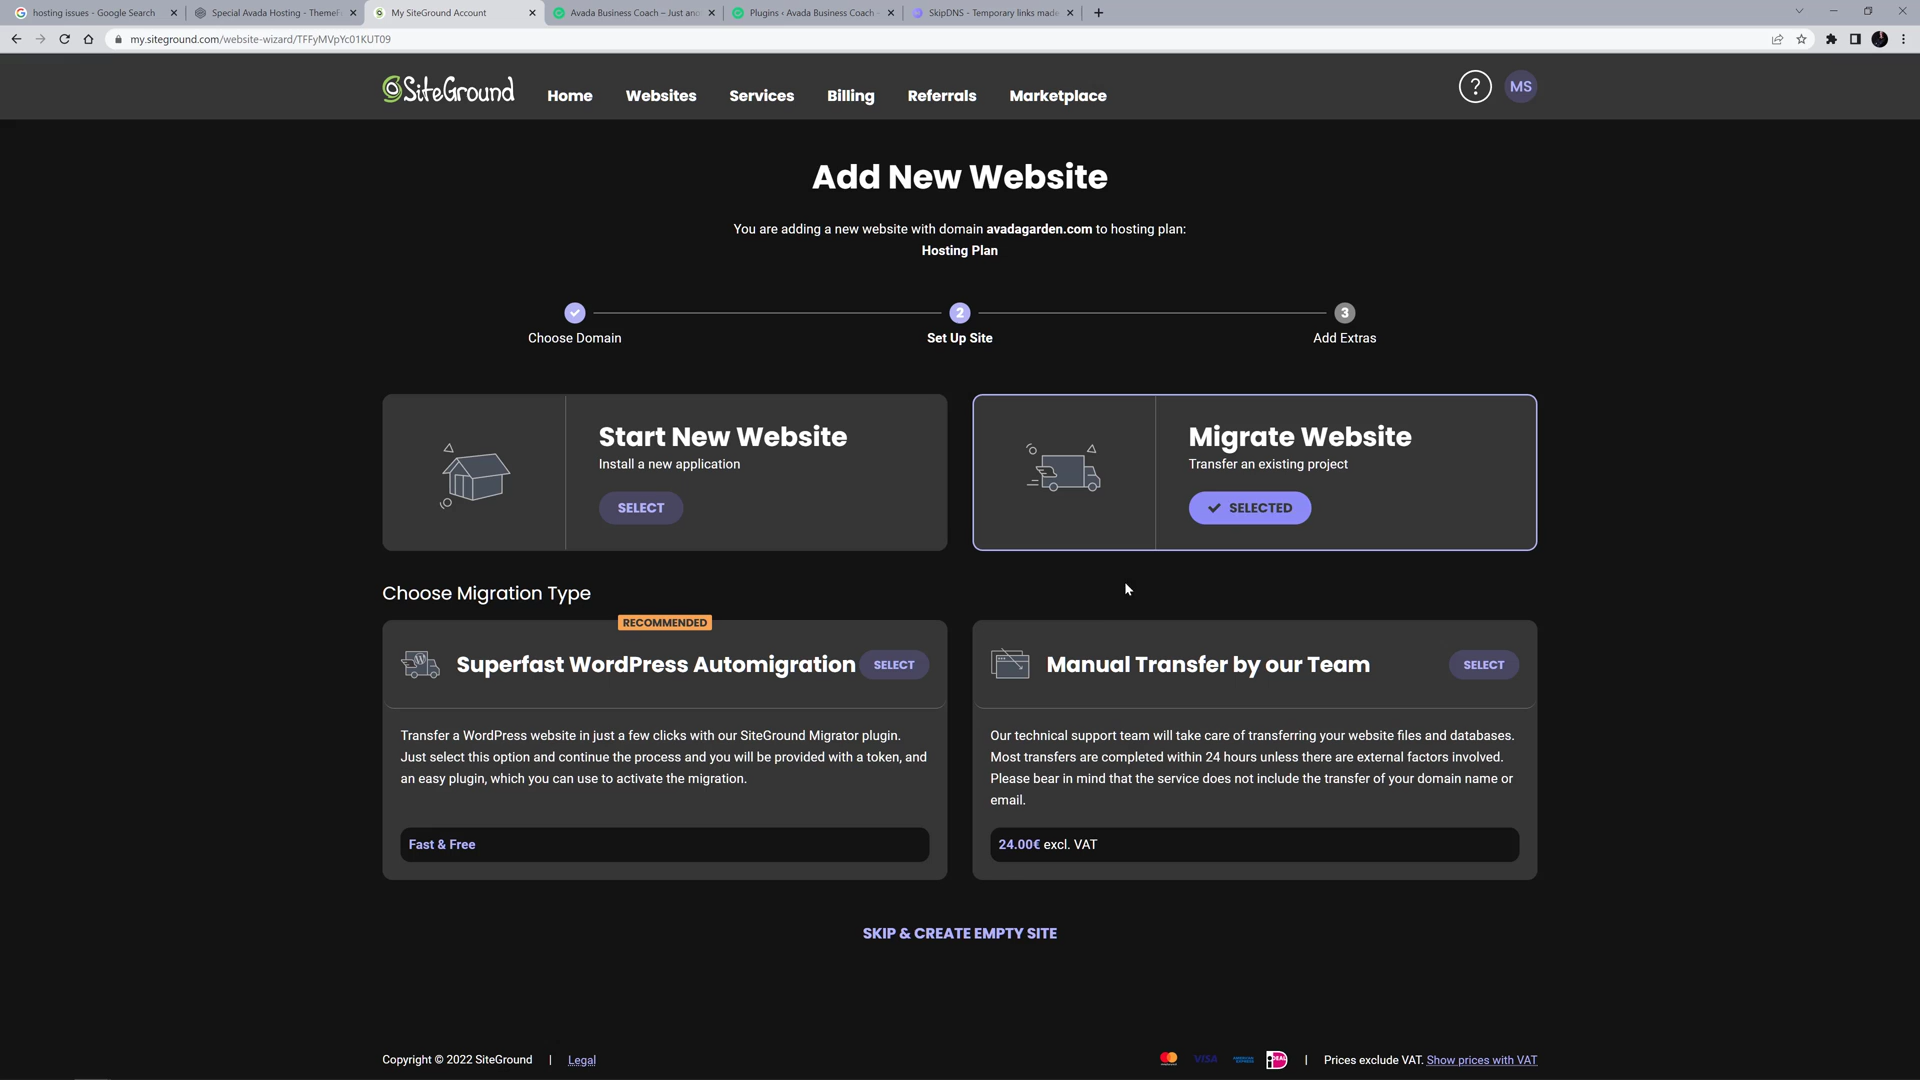 hosting issues - Google Search
Special Avada Hosting - ThemeF
My SiteGround Account
Avada Business Coach – Just ano
Plugins ‹ Avada Business Coach -
SkipDNS - Temporary links made
my.siteground.com/website-wizard/TFFyMVpYc01KUT09
SiteGround
Home
Websites
Services
Billing
Referrals
Marketplace
?
MS
Add New Website
You are adding a new website with domain avadagarden.com to hosting plan:
Hosting Plan
2
3
Choose Domain
Set Up Site
Add Extras
Start New Website
Install a new application
SELECT
Migrate Website
Transfer an existing project
SELECTED
Choose Migration Type
RECOMMENDED
Superfast WordPress Automigration
SELECT
Transfer a WordPress website in just a few clicks with our SiteGround Migrator plugin.
Just select this option and continue the process and you will be provided with a token, and
an easy plugin, which you can use to activate the migration.
Fast & Free
Manual Transfer by our Team
SELECT
Our technical support team will take care of transferring your website files and databases.
Most transfers are completed within 24 hours unless there are external factors involved.
Please bear in mind that the service does not include the transfer of your domain name or
email.
24.00€ excl. VAT
SKIP & CREATE EMPTY SITE
Copyright © 2022 SiteGround | Legal
VISA
iDEAL
| Prices exclude VAT. Show prices with VAT